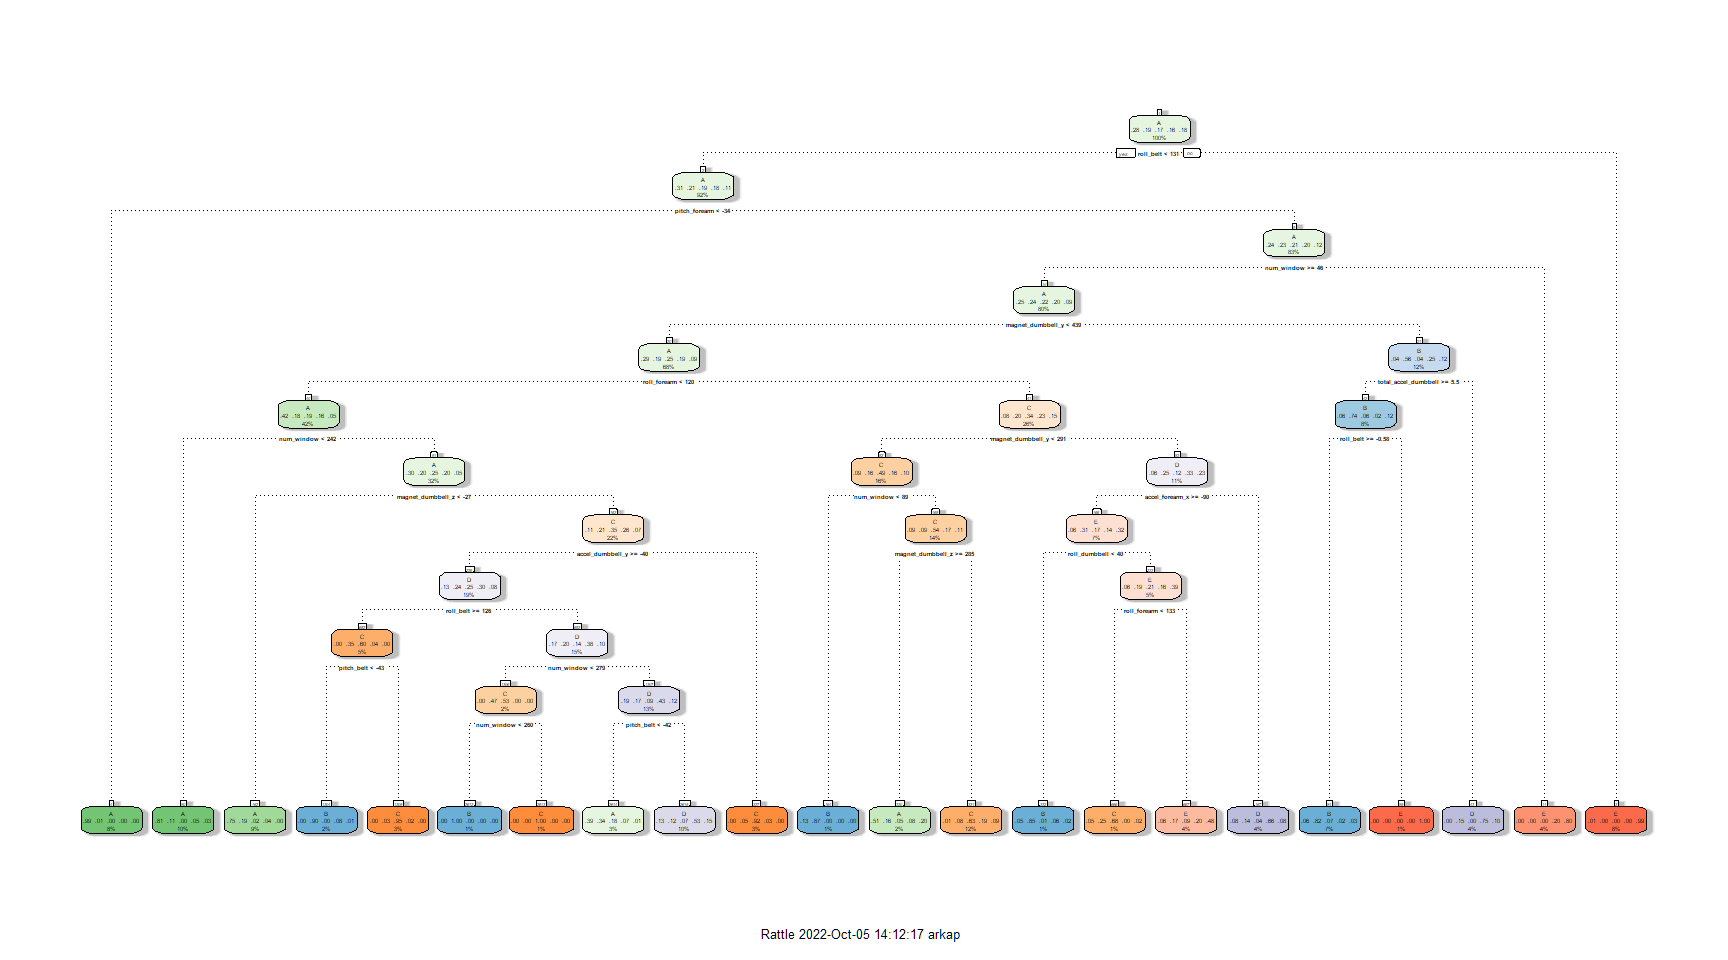 A
.28 .19 .17 .16 .18
100%
yes roll_belt < 131 no
A
.31 .21 .19 .18 .11
92%
pitch_forearm < -34
A
.24 .23 .21 .20 .12
83%
num_window >= 46
A
.25 .24 .22 .20 .09
80%
magnet_dumbbell_y < 439
A
.29 .19 .25 .19 .09
68%
B
.04 .56 .04 .25 .12
12%
roll_forearm < 120
total_accel_dumbbell >= 5.5
A
.42 .18 .19 .16 .05
42%
C
.08 .20 .34 .23 .15
26%
B
.06 .74 .06 .02 .12
8%
num_window < 242
magnet_dumbbell_y < 291
roll_belt >= -0.58
A
.30 .20 .25 .20 .05
32%
C
.09 .16 .49 .16 .10
16%
D
.06 .25 .12 .33 .23
11%
magnet_dumbbell_z < -27
num_window < 89
accel_forearm_x >= -90
C
.11 .21 .35 .26 .07
22%
C
.09 .09 .54 .17 .11
14%
E
.06 .31 .17 .14 .32
7%
accel_dumbbell_y >= -40
magnet_dumbbell_z >= 285
roll_dumbbell < 40
D
.13 .24 .25 .30 .08
19%
E
.06 .19 .21 .16 .39
5%
roll_belt >= 126
roll_forearm < 133
C
.00 .35 .60 .04 .00
5%
D
.17 .20 .14 .38 .10
15%
pitch_belt < -43
num_window < 279
C
.00 .47 .53 .00 .00
2%
D
.19 .17 .09 .43 .12
13%
num_window < 260
pitch_belt < -42
A
.99 .01 .00 .00 .00
8%
A
.81 .11 .00 .05 .03
10%
A
.75 .19 .02 .04 .00
9%
B
.00 .90 .00 .08 .01
2%
C
.00 .03 .95 .02 .00
3%
B
.00 1.00 .00 .00 .00
1%
C
.00 .00 1.00 .00 .00
1%
A
.39 .34 .18 .07 .01
3%
D
.13 .12 .07 .53 .15
10%
C
.00 .05 .92 .03 .00
3%
B
.13 .87 .00 .00 .00
1%
A
.51 .16 .05 .08 .20
2%
C
.01 .08 .63 .19 .09
12%
B
.05 .85 .01 .06 .02
1%
C
.05 .25 .68 .00 .02
1%
E
.06 .17 .09 .20 .48
4%
D
.08 .14 .04 .66 .08
4%
B
.06 .82 .07 .02 .03
7%
E
.00 .00 .00 .00 1.00
1%
D
.00 .15 .00 .75 .10
4%
E
.00 .00 .00 .20 .80
4%
E
.01 .00 .00 .00 .99
8%
Rattle 2022-Oct-05 14:12:17 arkap